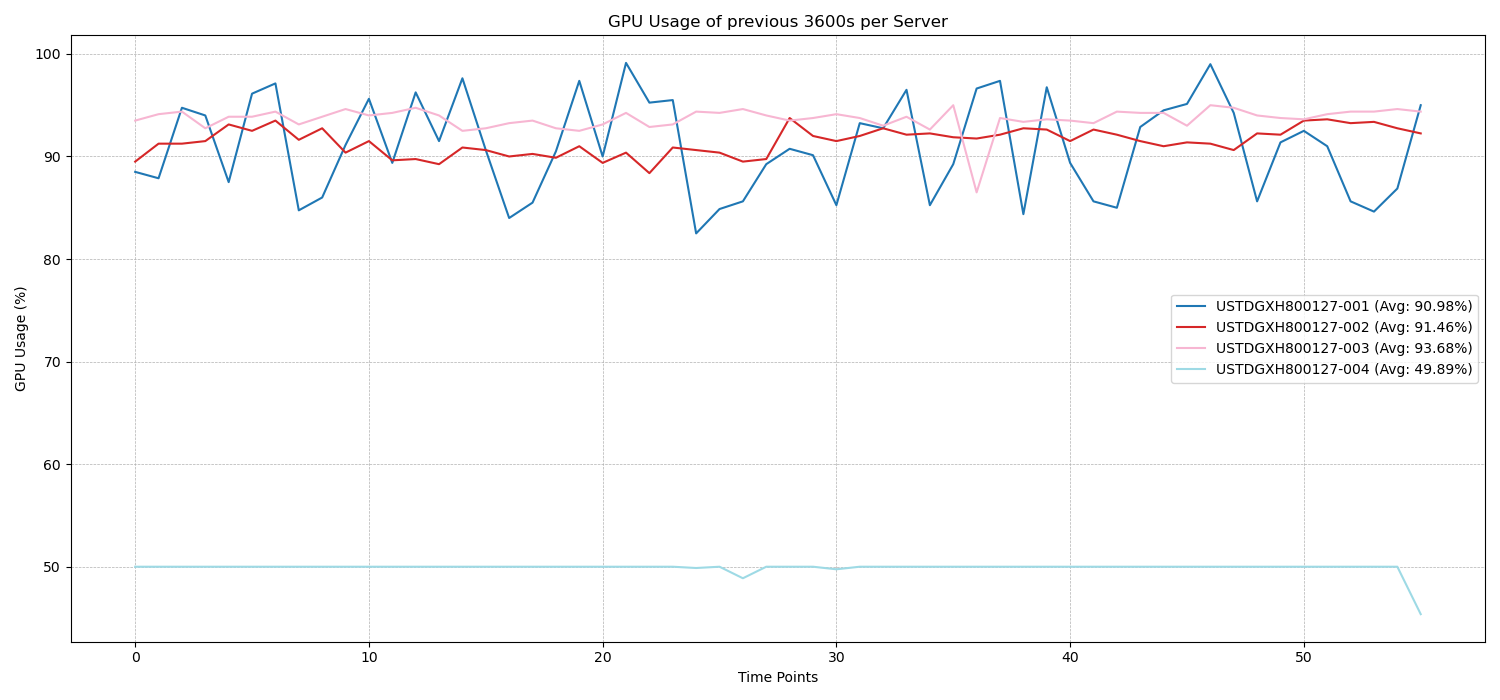 GPU Usage of previous 3600s per Server
GPU Usage (%)
100
90
80
70
60
50
USTDGXH800127-001 (Avg: 90.98%)
USTDGXH800127-002 (Avg: 91.46%)
USTDGXH800127-003 (Avg: 93.68%)
USTDGXH800127-004 (Avg: 49.89%)
0 10 20 30 40 50
Time Points